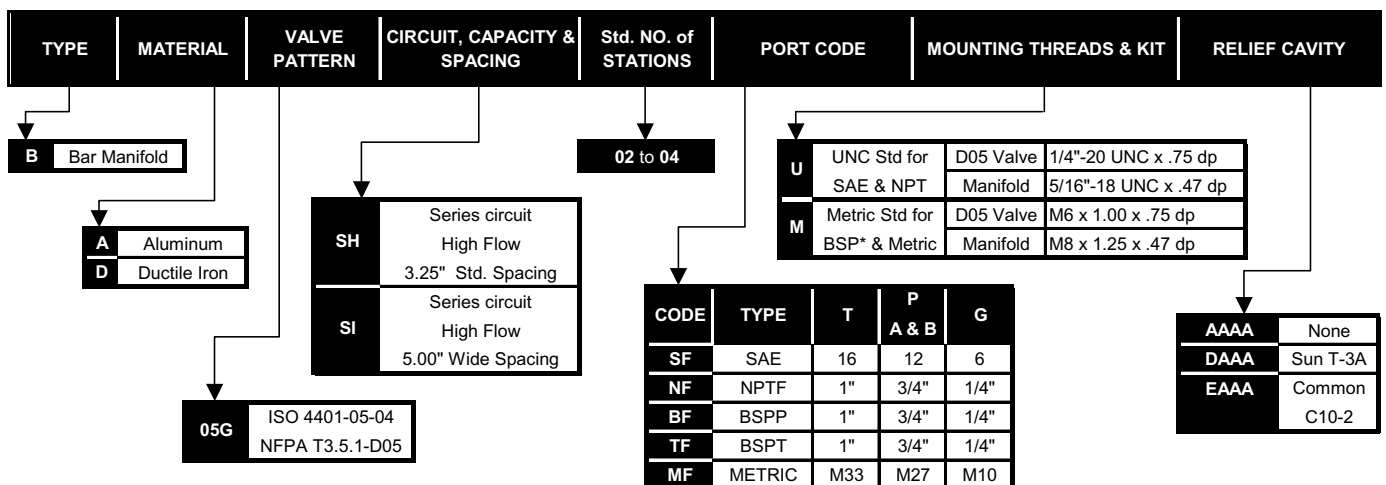 TYPE MATERIAL VALVE PATTERN CIRCUIT, CAPACITY & SPACING Std. NO. of STATIONS PORT CODE MOUNTING THREADS & KIT RELIEF CAVITY
B Bar Manifold
A Aluminum
D Ductile Iron
05G ISO 4401-05-04
NFPA T3.5.1-D05
SH Series circuit
High Flow
3.25" Std. Spacing
SI Series circuit
High Flow
5.00" Wide Spacing
02 to 04
CODE TYPE T P A & B G
SF SAE 16 12 6
NF NPTF 1" 3/4" 1/4"
BF BSPP 1" 3/4" 1/4"
TF BSPT 1" 3/4" 1/4"
MF METRIC M33 M27 M10
U UNC Std for D05 Valve 1/4"-20 UNC x .75 dp
SAE & NPT Manifold 5/16"-18 UNC x .47 dp
M Metric Std for D05 Valve M6 x 1.00 x .75 dp
BSP* & Metric Manifold M8 x 1.25 x .47 dp
AAAA None
DAAA Sun T-3A
EAAA Common
C10-2